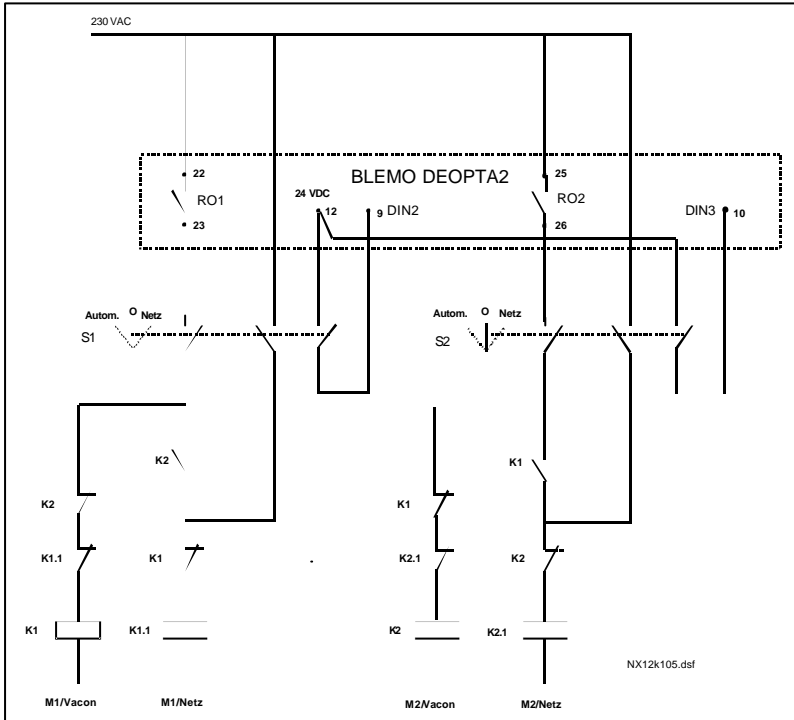 230 VAC
BLEMO DEOPTA2
22
RO1
23
24 VDC
12
9 DIN2
25
RO2
26
DIN3
10
Autom. O Netz
S1
Autom. O Netz
S2
K2
K1
K2
K1
K1.1
K1
K2.1
K2
K1
K1.1
K2
K2.1
NX12k105.dsf
M1/Vacon
M1/Netz
M2/Vacon
M2/Netz